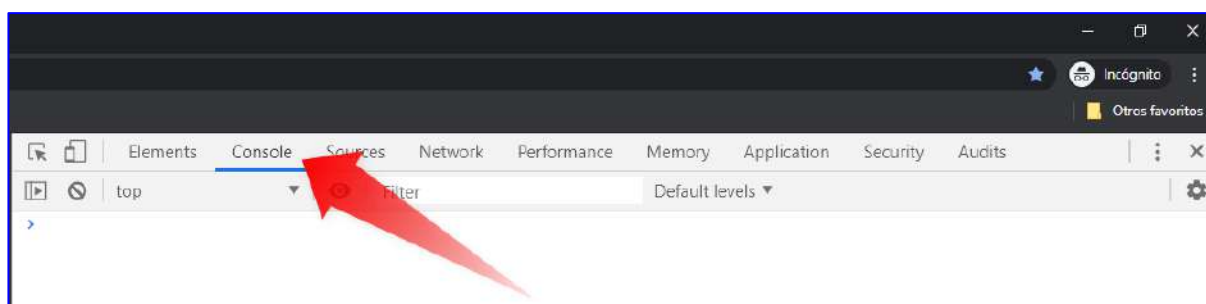 Incógnito
Otros favoritos
Elements Console Sources Network Performance Memory Application Security Audits
top Filter Default levels